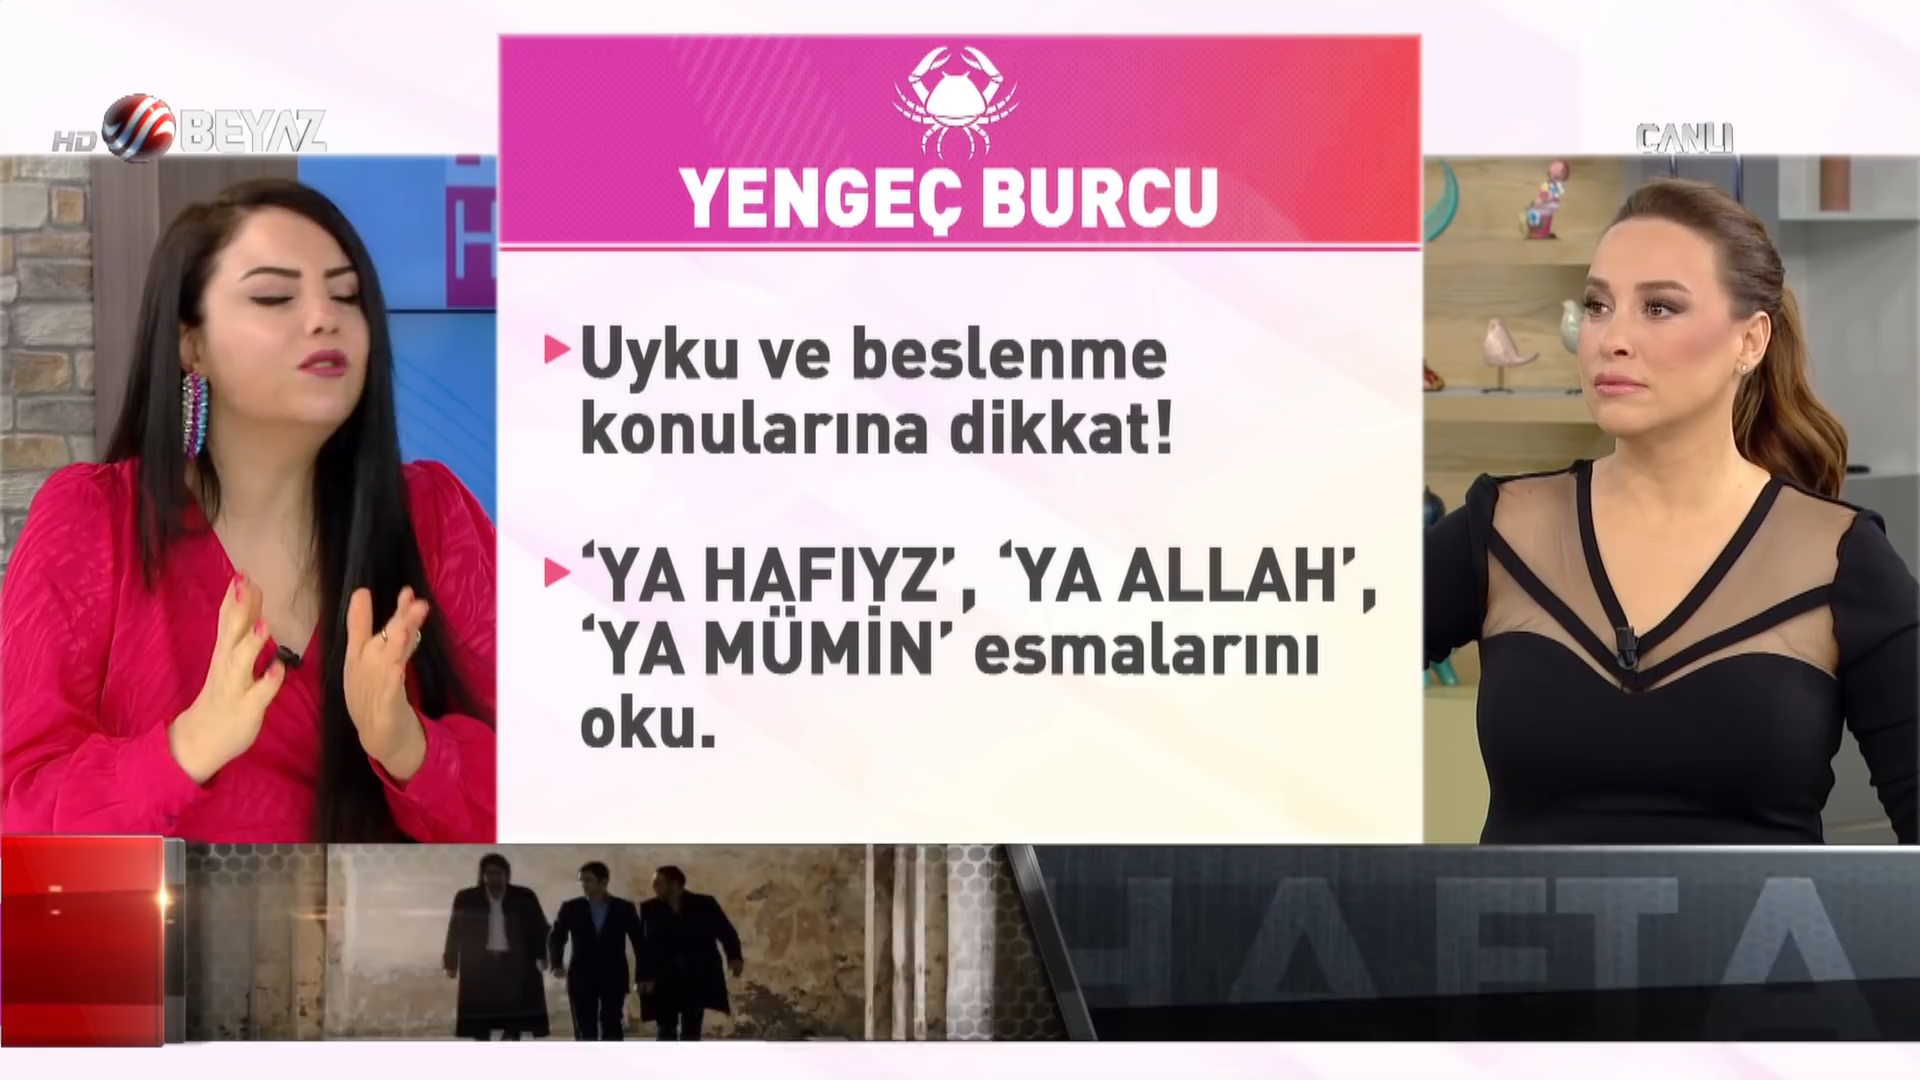 HD BEYAZ
CANLI
YENGEÇ BURCU
Uyku ve beslenme
konularına dikkat!
‘YA HAFIYZ’, ‘YA ALLAH’,
‘YA MÜMİN’ esmalarını
oku.
HAFTA